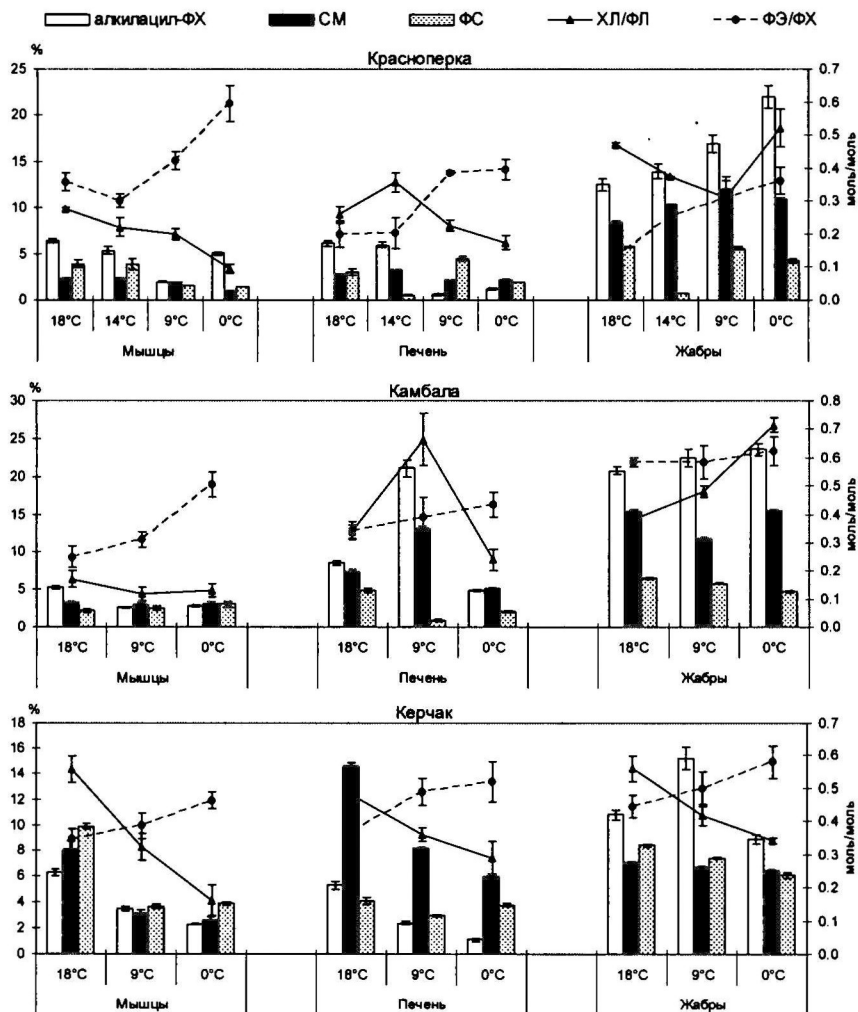 алкилацил-ФХ СМ ФС ХЛ/ФЛ ФЭ/ФХ
% Красноперка
25 0.7
20 0.6
15 0.5
10 0.4
5 0.3
0 0.2
0.1
0.0
моль/моль
18°C 14°C 9°C 0°C 18°C 14°C 9°C 0°C 18°C 14°C 9°C 0°C
Мышцы Печень Жабры
% Камбала
30 0.8
25 0.7
20 0.6
15 0.5
10 0.4
5 0.3
0 0.2
0.1
0.0
моль/моль
18°C 9°C 0°C 18°C 9°C 0°C 18°C 9°C 0°C
Мышцы Печень Жабры
% Керчак
18 0.7
16 0.6
14 0.5
12 0.4
10 0.3
8 0.2
6 0.1
4 0.0
2
0
моль/моль
18°C 9°C 0°C 18°C 9°C 0°C 18°C 9°C 0°C
Мышцы Печень Жабры